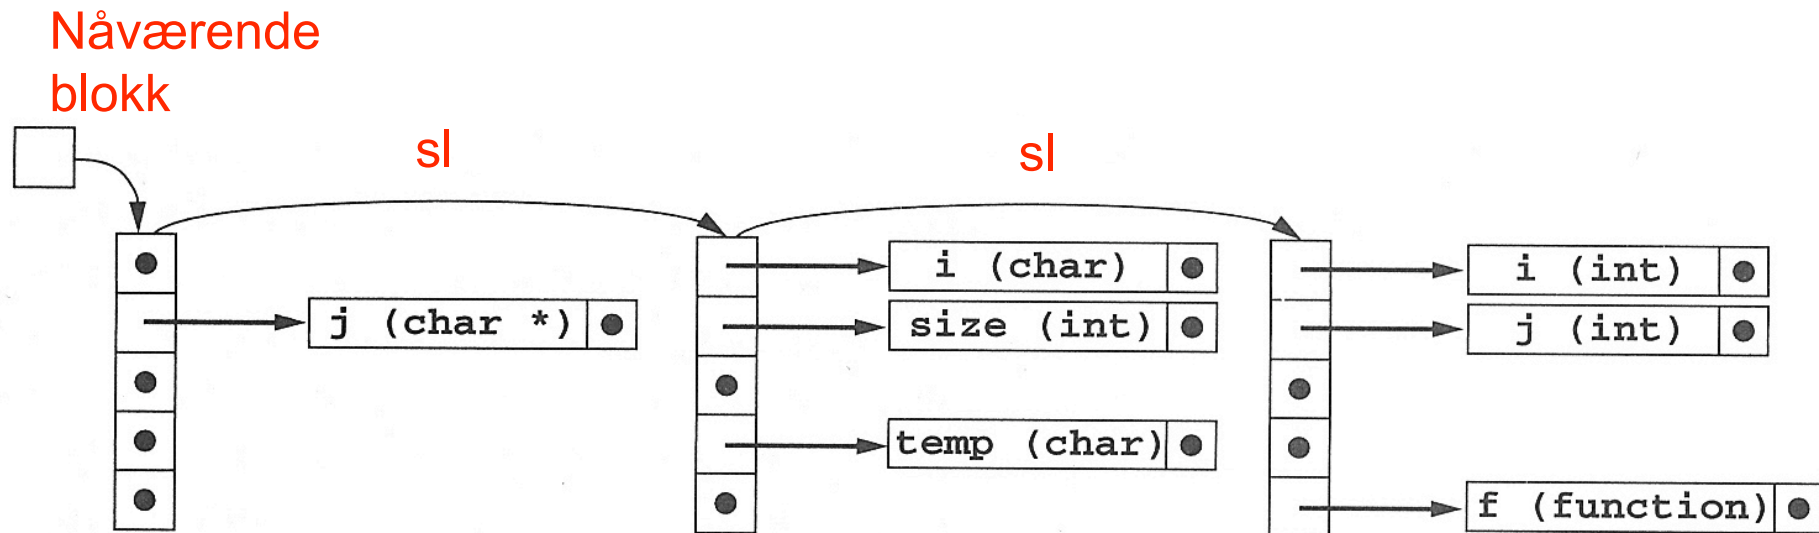 Nåværende
blokk
sl
sl
i (char)
i (int)
j (char *)
size (int)
j (int)
temp (char)
f (function)